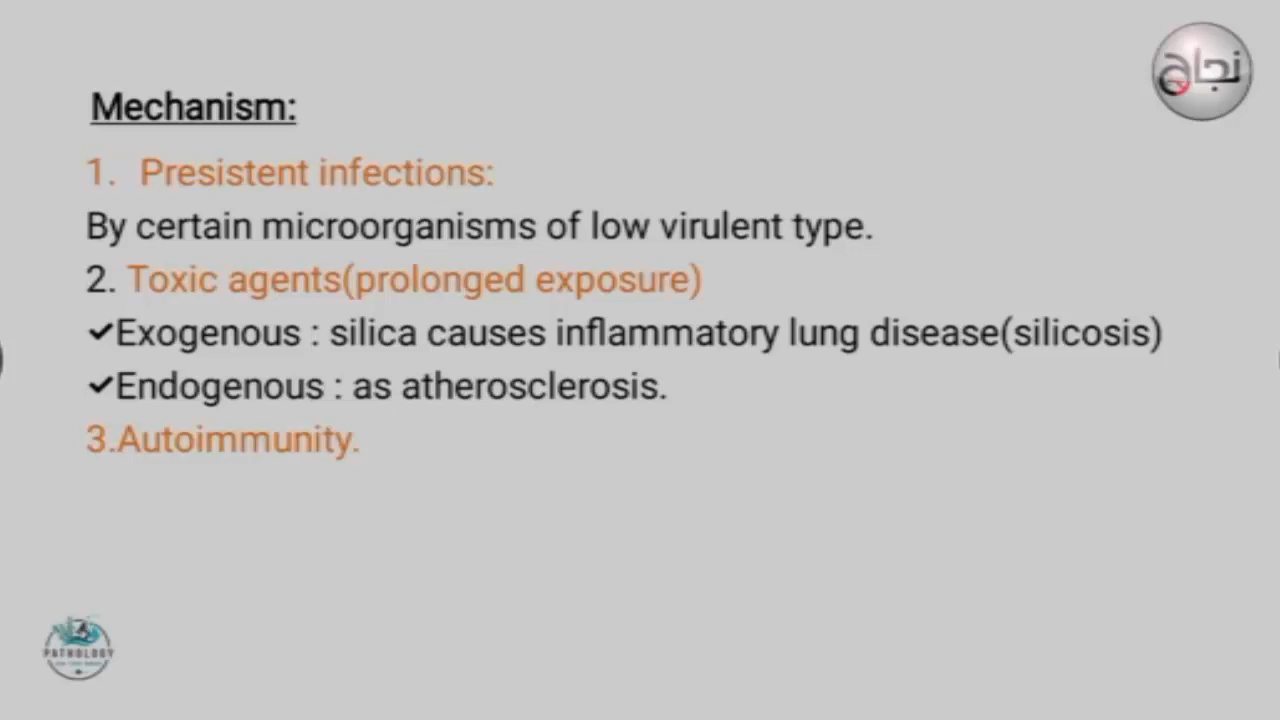 نجاح
Mechanism:
1. Presistent infections:
By certain microorganisms of low virulent type.
2. Toxic agents(prolonged exposure)
✔Exogenous : silica causes inflammatory lung disease(silicosis)
✔Endogenous : as atherosclerosis.
3.Autoimmunity.
PATHOLOGY